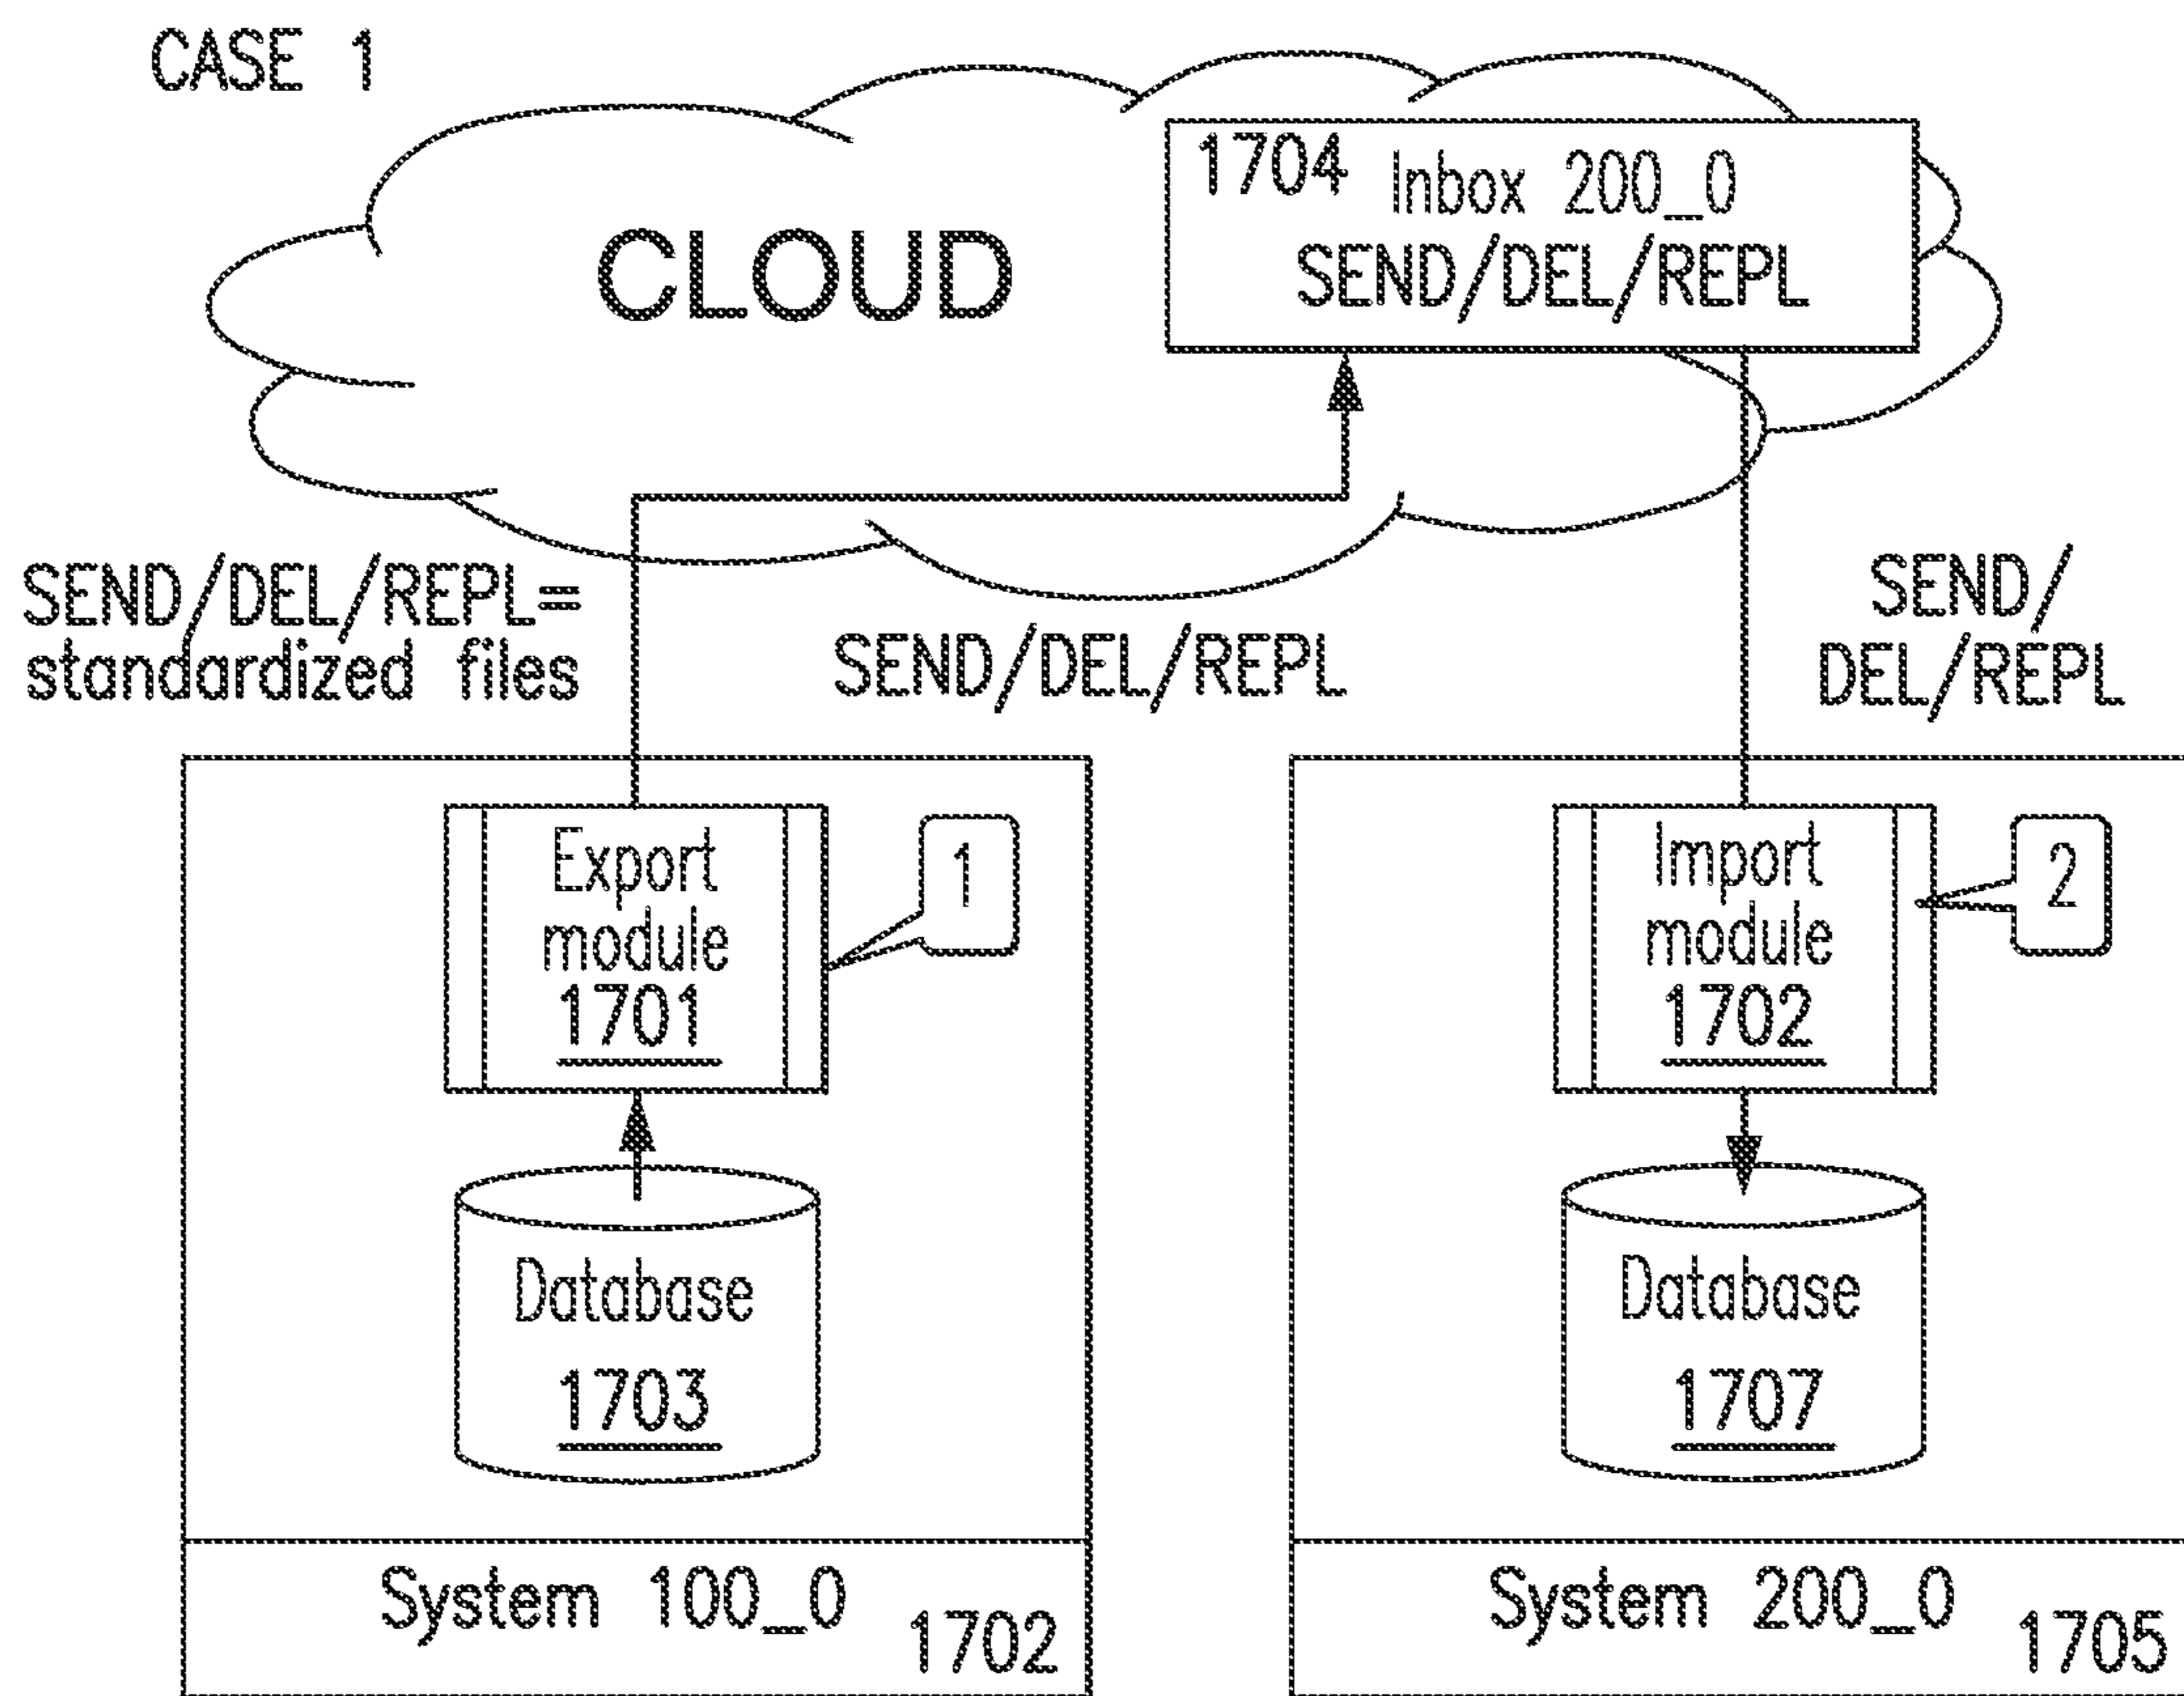 CASE 1
1704 Inbox 200_0
SEND/DEL/REPL
CLOUD
SEND/DEL/REPL=
standardized files
SEND/DEL/REPL
SEND/
DEL/REPL
Export
module
1701
1
Import
module
1702
2
Database
1703
Database
1707
System 100_0
1702
System 200_0
1705